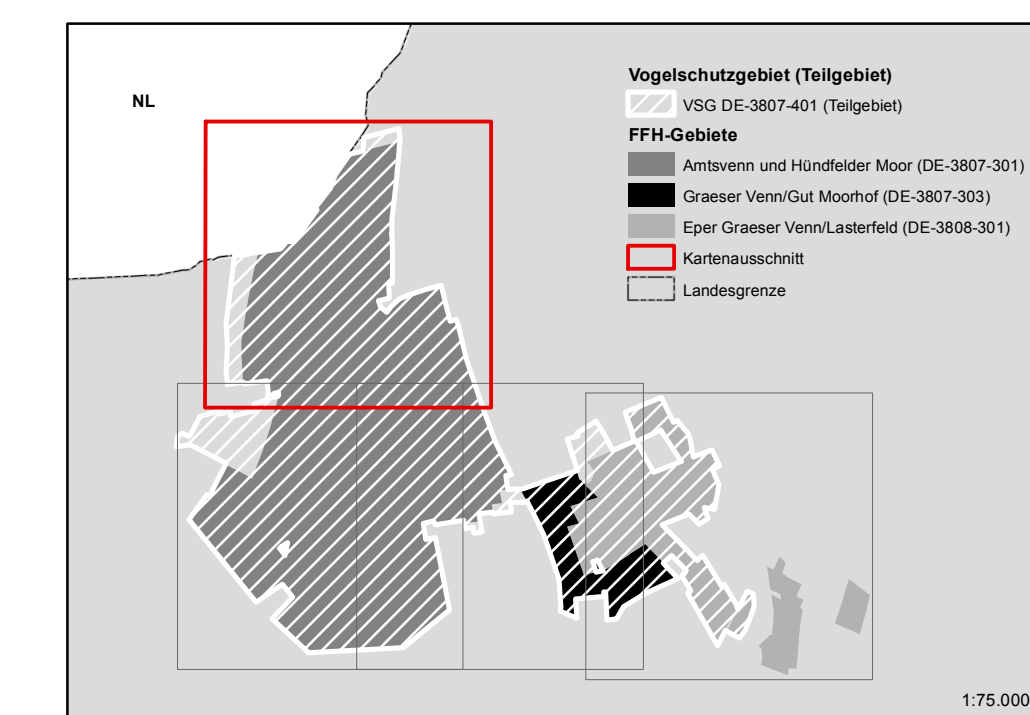 NL
Vogelschutzgebiet (Teilgebiet)
VSG DE-3807-401 (Teilgebiet)
FFH-Gebiete
Amtsvenn und Hündfelder Moor (DE-3807-301)
Graeser Venn/Gut Moorhof (DE-3807-303)
Eper Graeser Venn/Lasterfeld (DE-3808-301)
Kartenausschnitt
Landesgrenze
1:75.000